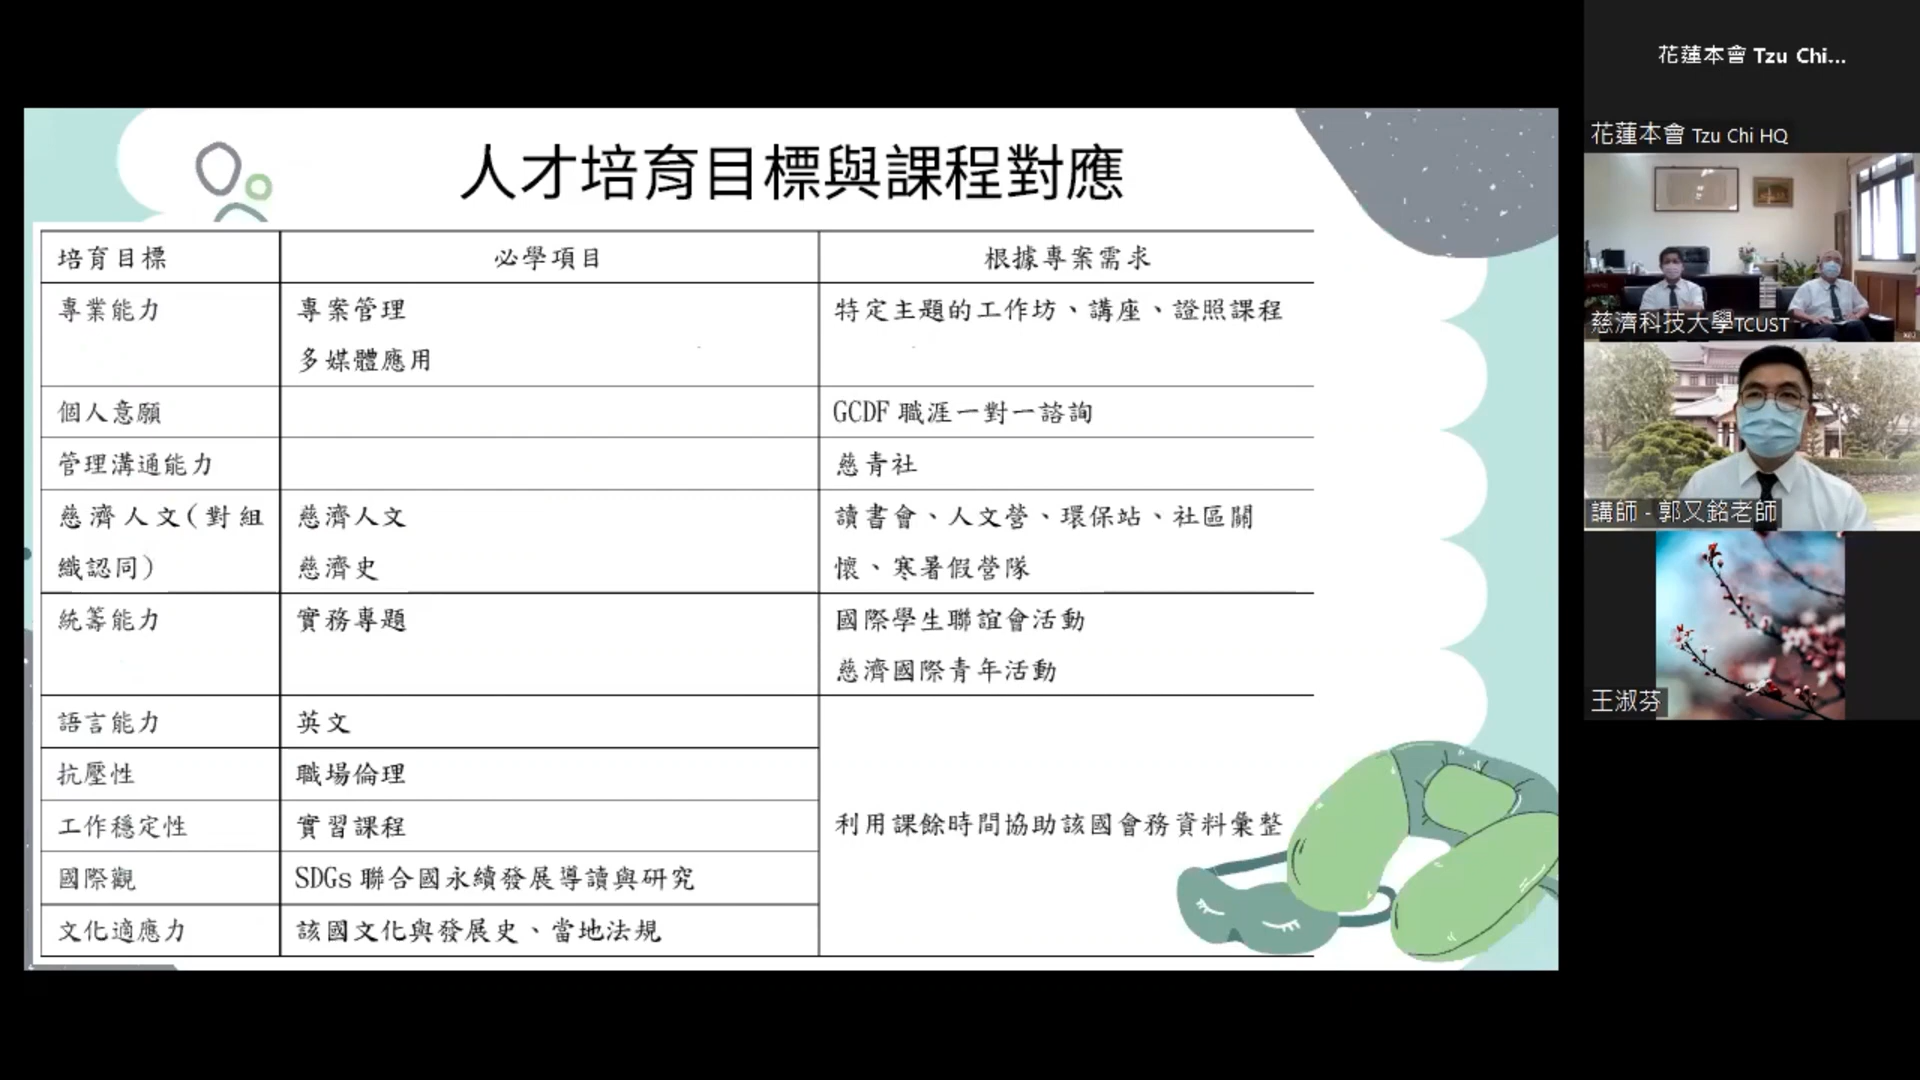 人才培育目標與課程對應
培育目標 必學項目 根據專案需求
專業能力 專案管理 特定主題的工作坊、講座、證照課程
多媒體應用
個人意願 GCDF 職涯一對一諮詢
管理溝通能力 慈青社
慈濟人文(對組 慈濟人文 讀書會、人文營、環保站、社區關
織認同) 慈濟史 懷、寒暑假營隊
統籌能力 實務專題 國際學生聯誼會活動
慈濟國際青年活動
語言能力 英文
抗壓性 職場倫理
工作穩定性 實習課程 利用課餘時間協助該國會務資料彙整
國際觀 SDGs 聯合國永續發展導讀與研究
文化適應力 該國文化與發展史、當地法規
花蓮本會 Tzu Chi...
花蓮本會 Tzu Chi HQ
慈濟科技大學TCUST
講師 - 郭又銘老師
王淑芬